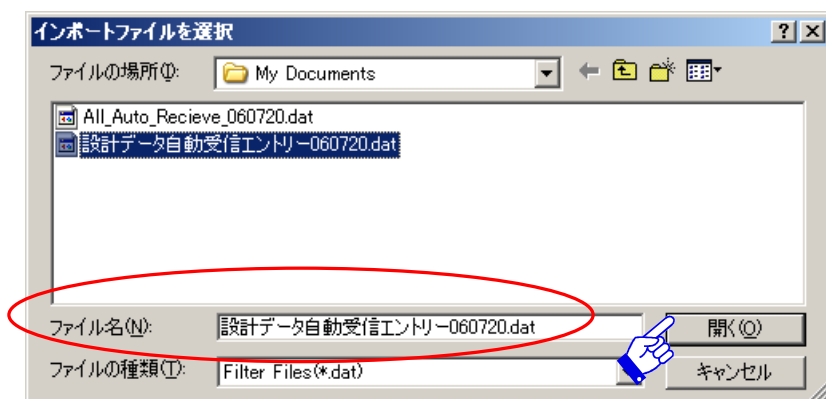 インポートファイルを選択
ファイルの場所(I): My Documents
All_Auto_Recieve_060720.dat
設計データ自動受信エントリー060720.dat
ファイル名(N): 設計データ自動受信エントリー060720.dat 開く(O)
ファイルの種類(T): Filter Files(*.dat) キャンセル